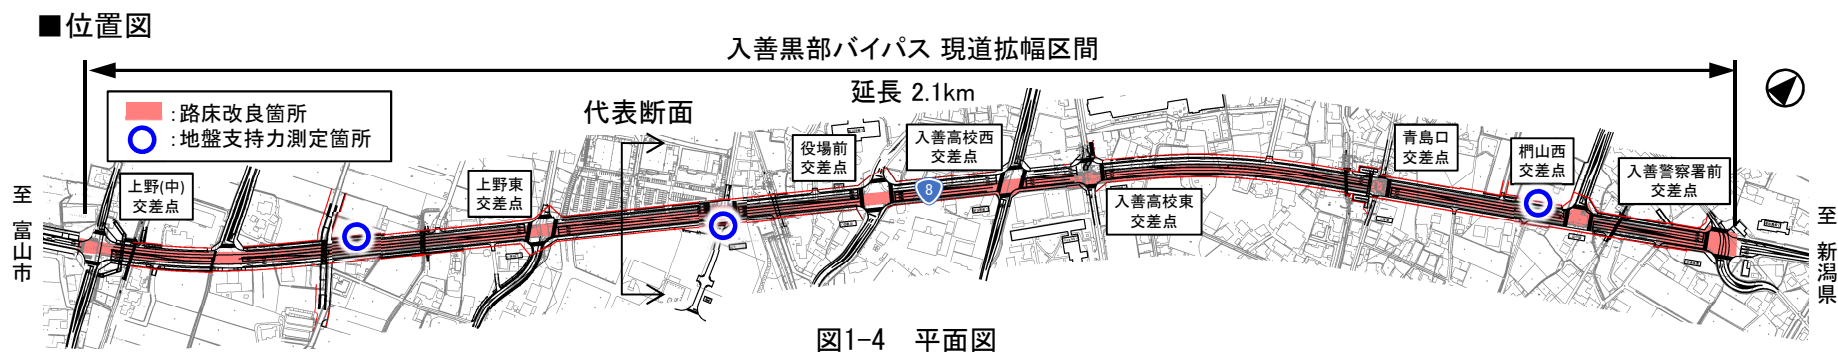 ■位置図
入善黒部バイパス 現道拡幅区間
延長 2.1km
:路床改良箇所
:地盤支持力測定箇所
代表断面
上野(中)
交差点
上野東
交差点
役場前
交差点
入善高校西
交差点
8
入善高校東
交差点
青島口
交差点
椚山西
交差点
入善警察署前
交差点
至 富山市
至 新潟県
図1-4 平面図